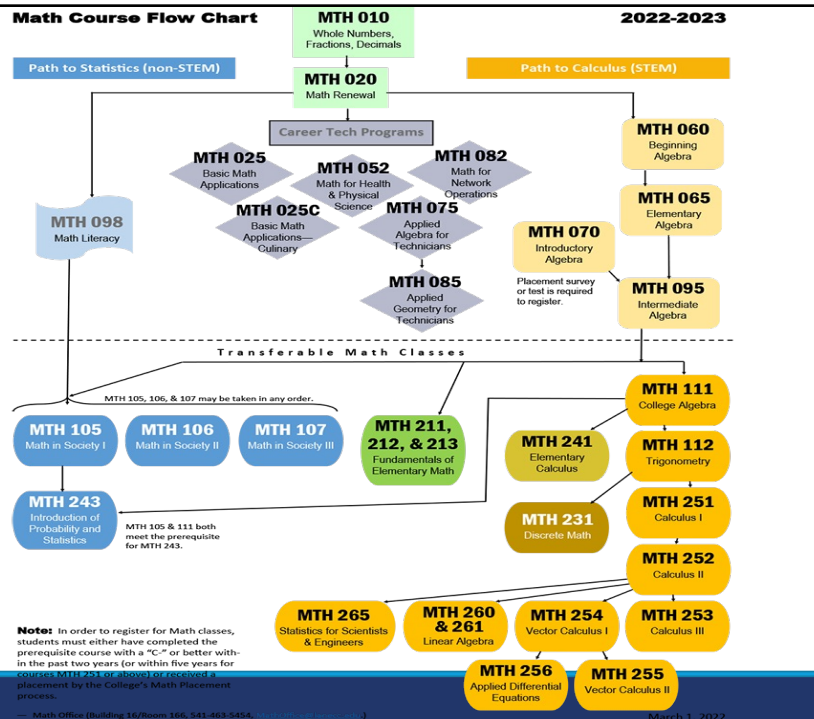 Math Course Flow Chart
2022-2023
MTH 010
Whole Numbers,
Fractions, Decimals
Path to Statistics (non-STEM)
Path to Calculus (STEM)
MTH 020
Math Renewal
Career Tech Programs
MTH 025
Basic Math
Applications
MTH 052
Math for Health
& Physical
Science
MTH 082
Math for
Network
Operations
MTH 060
Beginning
Algebra
MTH 025C
Basic Math
Applications—
Culinary
MTH 075
Applied
Algebra for
Technicians
MTH 065
Elementary
Algebra
MTH 098
Math Literacy
MTH 070
Introductory
Algebra
Placement survey
or test is required
to register.
MTH 085
Applied
Geometry for
Technicians
MTH 095
Intermediate
Algebra
Transferable Math Classes
MTH 105, 106, & 107 may be taken in any order.
MTH 105
Math in Society I
MTH 106
Math in Society II
MTH 107
Math in Society III
MTH 211,
212, & 213
Fundamentals of
Elementary Math
MTH 111
College Algebra
MTH 241
Elementary
Calculus
MTH 112
Trigonometry
MTH 243
Introduction of
Probability and
Statistics
MTH 105 & 111 both
meet the prerequisite
for MTH 243.
MTH 231
Discrete Math
MTH 251
Calculus I
MTH 252
Calculus II
MTH 265
Statistics for Scientists
& Engineers
MTH 260
& 261
Linear Algebra
MTH 254
Vector Calculus I
MTH 253
Calculus III
MTH 256
Applied Differential
Equations
MTH 255
Vector Calculus II
Note: In order to register for Math classes,
students must either have completed the
prerequisite course with a "C-" or better with-
in the past two years (or within five years for
courses MTH 251 or above) or received a
placement by the College's Math Placement
process.
— Math Office (Building 16/Room 166, 541-463-5454,
March 1, 2022